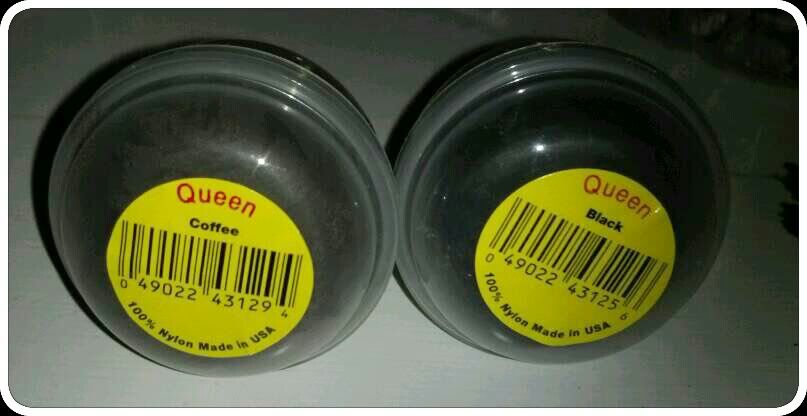 Queen
Coffee
0 49022 43129 4
100% Nylon Made in USA
Queen
Black
0 49022 43125 6
100% Nylon Made in USA